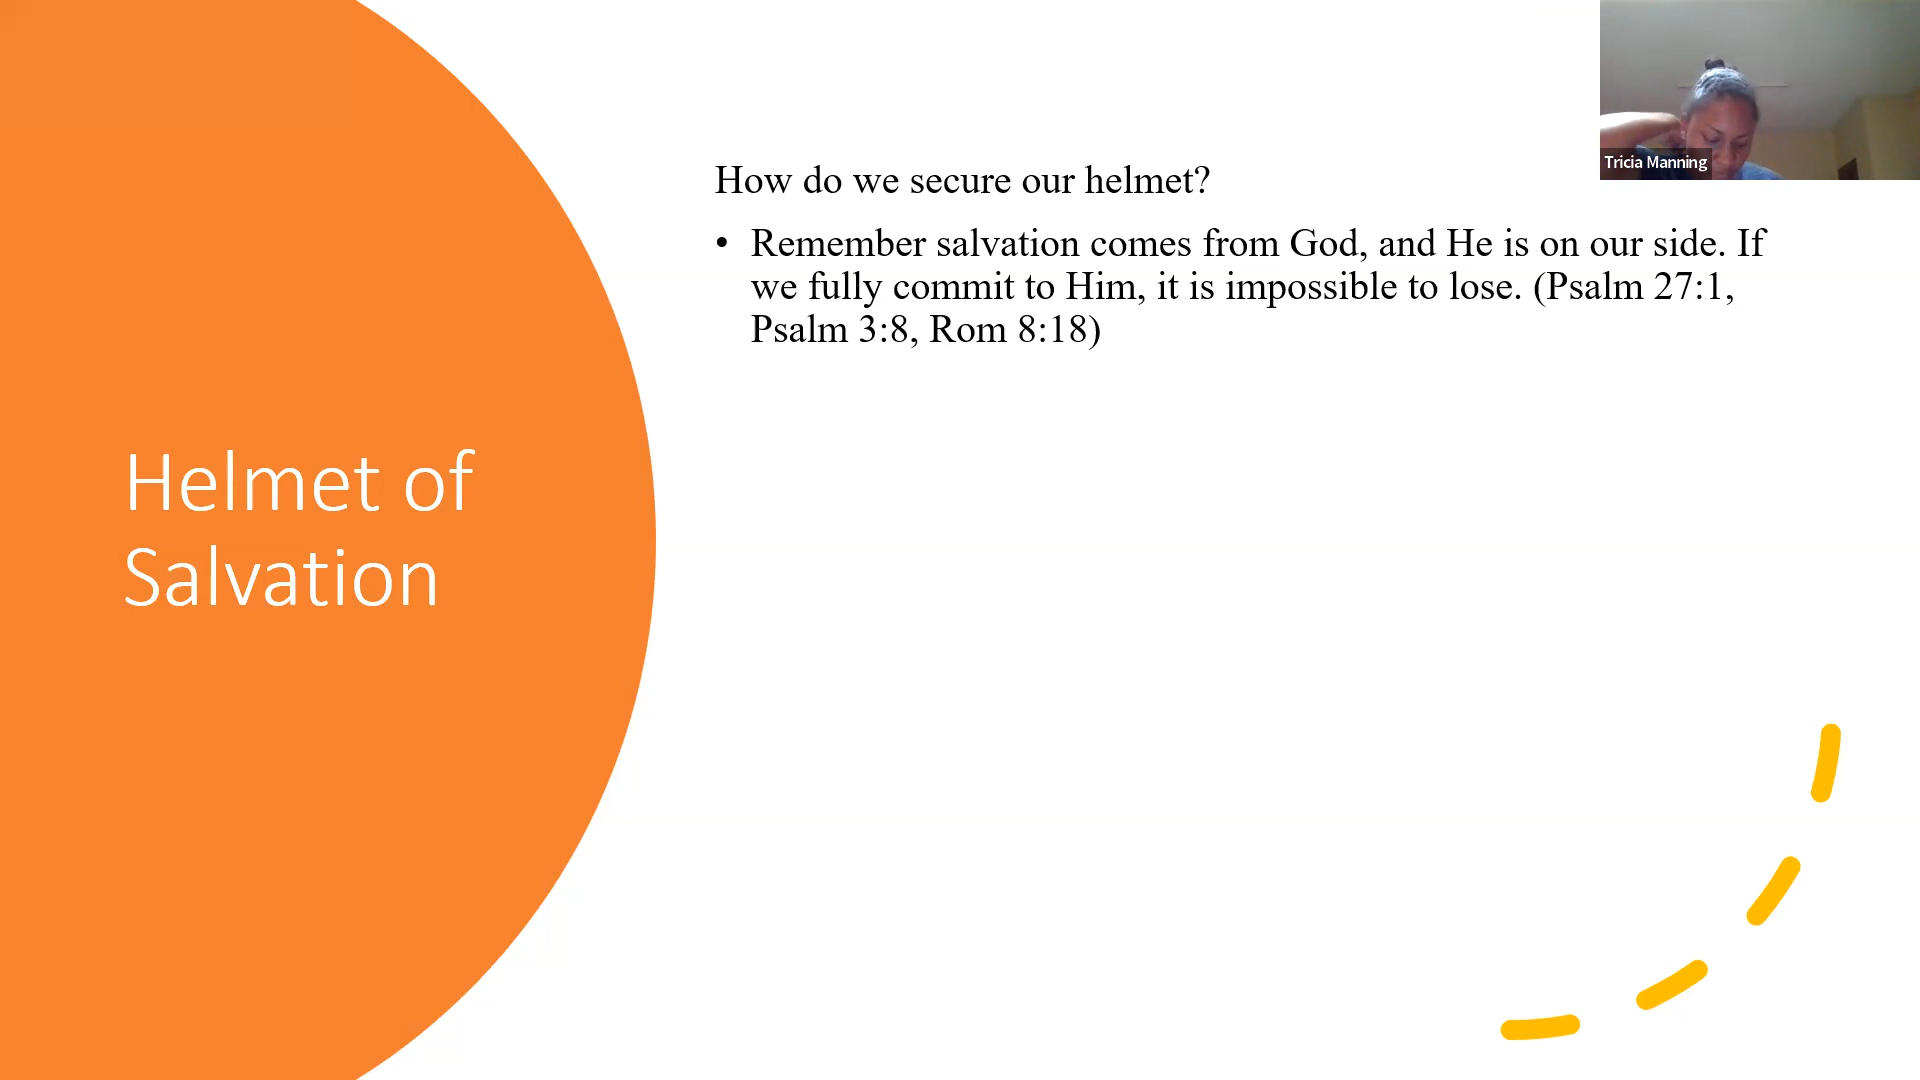 Helmet of
Salvation
How do we secure our helmet?
• Remember salvation comes from God, and He is on our side. If
we fully commit to Him, it is impossible to lose. (Psalm 27:1,
Psalm 3:8, Rom 8:18)
Tricia Manning